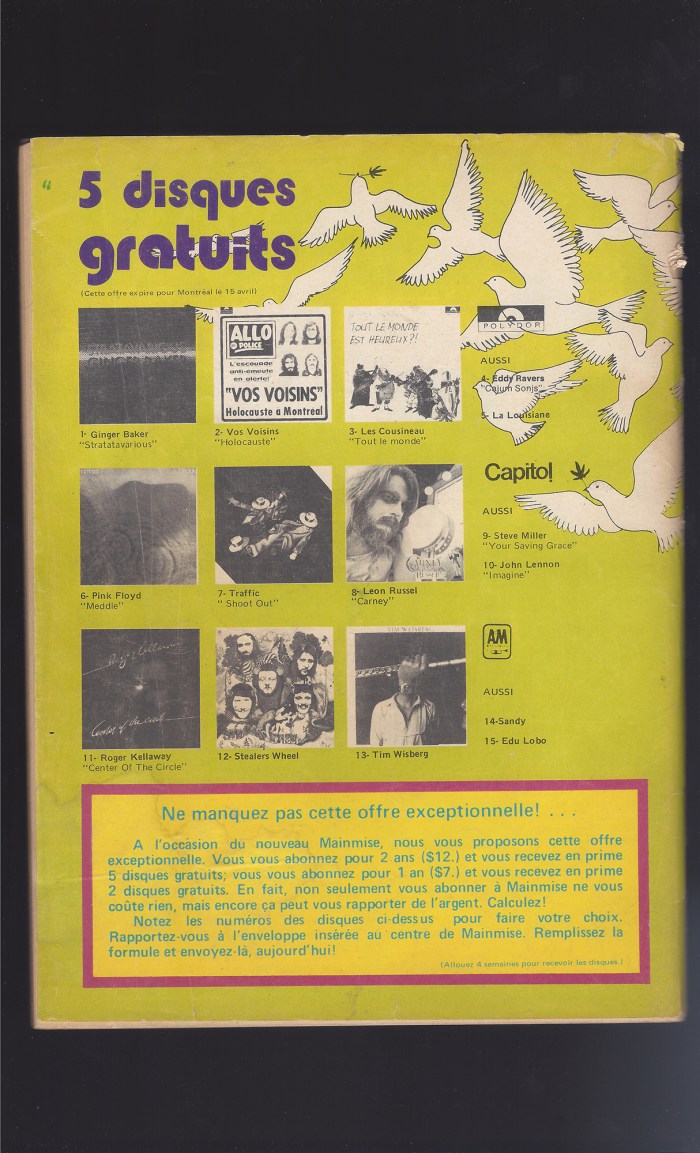 5 disques
gratuits
(Cette offre expire pour Montréal le 15 avril)
ALLO
POLICE
L'escouade
anti-émeute
en alerte!
"VOS VOISINS"
Holocauste à Montréal
TOUT LE MONDE
EST HEUREUX?!
POLYDOR
AUSSI
4- Eddy Ravers
"Cajum Sonjs"
5- La Louisiane
1- Ginger Baker
"Stratatavarious"
2- Vos Voisins
"Holocauste"
3- Les Cousineau
"Tout le monde"
Capitol
AUSSI
9- Steve Miller
"Your Saving Grace"
10- John Lennon
"Imagine"
CARNEY
6- Pink Floyd
"Meddle"
7- Traffic
" Shoot Out"
8- Leon Russel
"Carney"
Roger Kellaway
Center of the circle
TIM WEISBERG
A&M
AUSSI
14-Sandy
15- Edu Lobo
11- Roger Kellaway
"Center Of The Circle"
12- Stealers Wheel
13- Tim Wisberg
Ne manquez pas cette offre exceptionnelle! . . .
A l'occasion du nouveau Mainmise, nous vous proposons cette offre
exceptionnelle. Vous vous abonnez pour 2 ans ($12.) et vous recevez en prime
5 disques gratuits; vous vous abonnez pour 1 an ($7.) et vous recevez en prime
2 disques gratuits. En fait, non seulement vous abonner à Mainmise ne vous
coûte rien, mais encore ça peut vous rapporter de l'argent. Calculez!
Notez les numéros des disques ci-dessus pour faire votre choix.
Rapportez-vous à l'enveloppe insérée au centre de Mainmise. Remplissez la
formule et envoyez-là, aujourd'hui!
(Allouez 4 semaines pour recevoir les disques.)